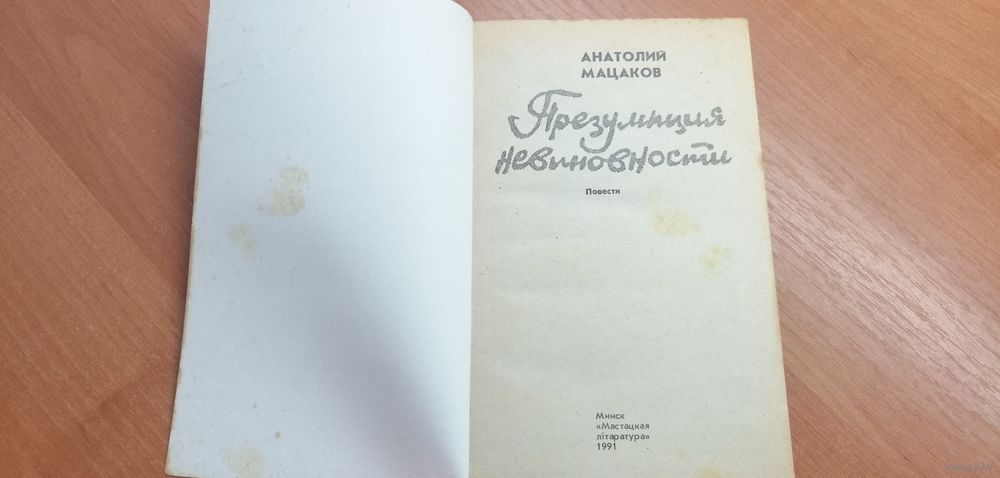 АНАТОЛИЙ
МАЦАКОВ
Презумпция
невиновности
Повести
Минск
«Мастацкая
літаратура»
1991